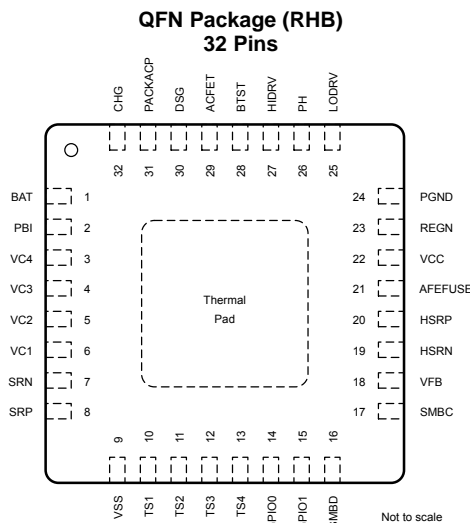 QFN Package (RHB)
32 Pins
CHG
PACKACP
DSG
ACFET
BTST
HIDRV
PH
LODRV
32
31
30
29
28
27
26
25
BAT 1
PBI 2
VC4 3
VC3 4
VC2 5
VC1 6
SRN 7
SRP 8
Thermal
Pad
24 PGND
23 REGN
22 VCC
21 AFEFUSE
20 HSRP
19 HSRN
18 VFB
17 SMBC
9
10
11
12
13
14
15
16
VSS
TS1
TS2
TS3
TS4
GPIO0
GPIO1
SMBD
Not to scale